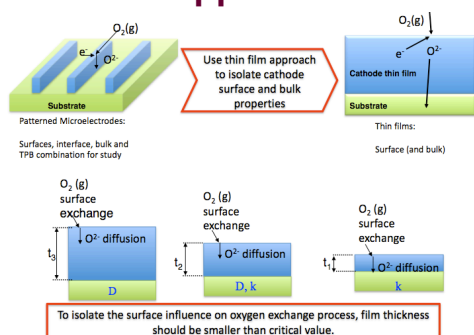 O₂(g)
e⁻
O²⁻
Substrate
Patterned Microelectrodes:
Surfaces, interface, bulk and
TPB combination for study
Use thin film approach
to isolate cathode
surface and bulk
properties
O₂(g)
e⁻
O²⁻
Cathode thin film
Substrate
Thin films:
Surface (and bulk)
O₂ (g)
surface
exchange
t₃
O²⁻ diffusion
D
O₂ (g)
surface
exchange
t₂
O²⁻ diffusion
D, k
O₂ (g)
surface
exchange
t₁
O²⁻ diffusion
k
To isolate the surface influence on oxygen exchange process, film thickness
should be smaller than critical value.